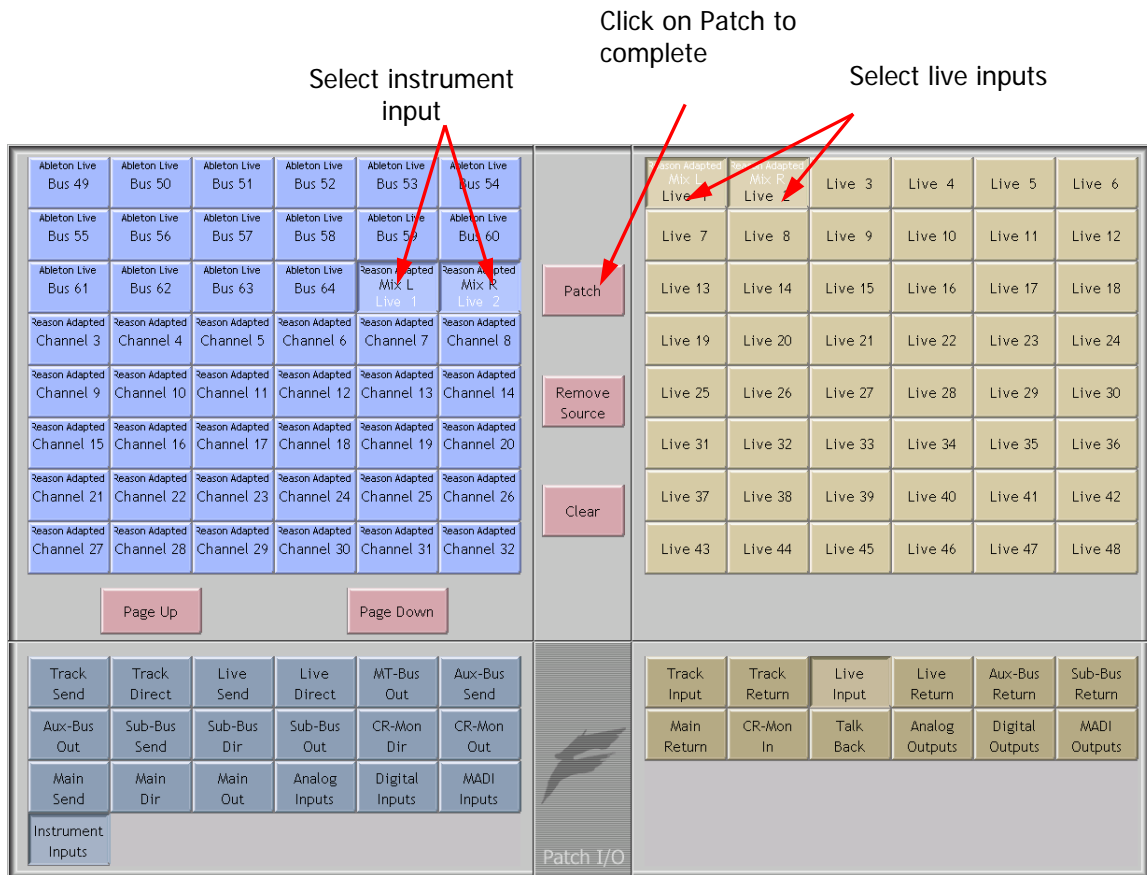 Click on Patch to
complete
Select instrument
input
Select live inputs
Ableton Live Ableton Live Ableton Live Ableton Live Ableton Live Ableton Live
Bus 49 Bus 50 Bus 51 Bus 52 Bus 53 Bus 54
Ableton Live Ableton Live Ableton Live Ableton Live Ableton Live Ableton Live
Bus 55 Bus 56 Bus 57 Bus 58 Bus 59 Bus 60
Ableton Live Ableton Live Ableton Live Ableton Live Reason Adapted Reason Adapted
Bus 61 Bus 62 Bus 63 Bus 64 Mix L Mix R
Live 1 Live 2
Reason Adapted Reason Adapted Reason Adapted Reason Adapted Reason Adapted Reason Adapted
Channel 3 Channel 4 Channel 5 Channel 6 Channel 7 Channel 8
Reason Adapted Reason Adapted Reason Adapted Reason Adapted Reason Adapted Reason Adapted
Channel 9 Channel 10 Channel 11 Channel 12 Channel 13 Channel 14
Reason Adapted Reason Adapted Reason Adapted Reason Adapted Reason Adapted Reason Adapted
Channel 15 Channel 16 Channel 17 Channel 18 Channel 19 Channel 20
Reason Adapted Reason Adapted Reason Adapted Reason Adapted Reason Adapted Reason Adapted
Channel 21 Channel 22 Channel 23 Channel 24 Channel 25 Channel 26
Reason Adapted Reason Adapted Reason Adapted Reason Adapted Reason Adapted Reason Adapted
Channel 27 Channel 28 Channel 29 Channel 30 Channel 31 Channel 32
Page Up Page Down
Patch
Remove
Source
Clear
Reason Adapted Reason Adapted
Mix L Mix R
Live 1 Live 2 Live 3 Live 4 Live 5 Live 6
Live 7 Live 8 Live 9 Live 10 Live 11 Live 12
Live 13 Live 14 Live 15 Live 16 Live 17 Live 18
Live 19 Live 20 Live 21 Live 22 Live 23 Live 24
Live 25 Live 26 Live 27 Live 28 Live 29 Live 30
Live 31 Live 32 Live 33 Live 34 Live 35 Live 36
Live 37 Live 38 Live 39 Live 40 Live 41 Live 42
Live 43 Live 44 Live 45 Live 46 Live 47 Live 48
Track Track Live Live MT-Bus Aux-Bus
Send Direct Send Direct Out Send
Aux-Bus Sub-Bus Sub-Bus Sub-Bus CR-Mon CR-Mon
Out Send Dir Out Dir Out
Main Main Main Analog Digital MADI
Send Dir Out Inputs Inputs Inputs
Instrument
Inputs
Patch I/O
Track Track Live Live Aux-Bus Sub-Bus
Input Return Input Return Return Return
Main CR-Mon Talk Analog Digital MADI
Return In Back Outputs Outputs Outputs